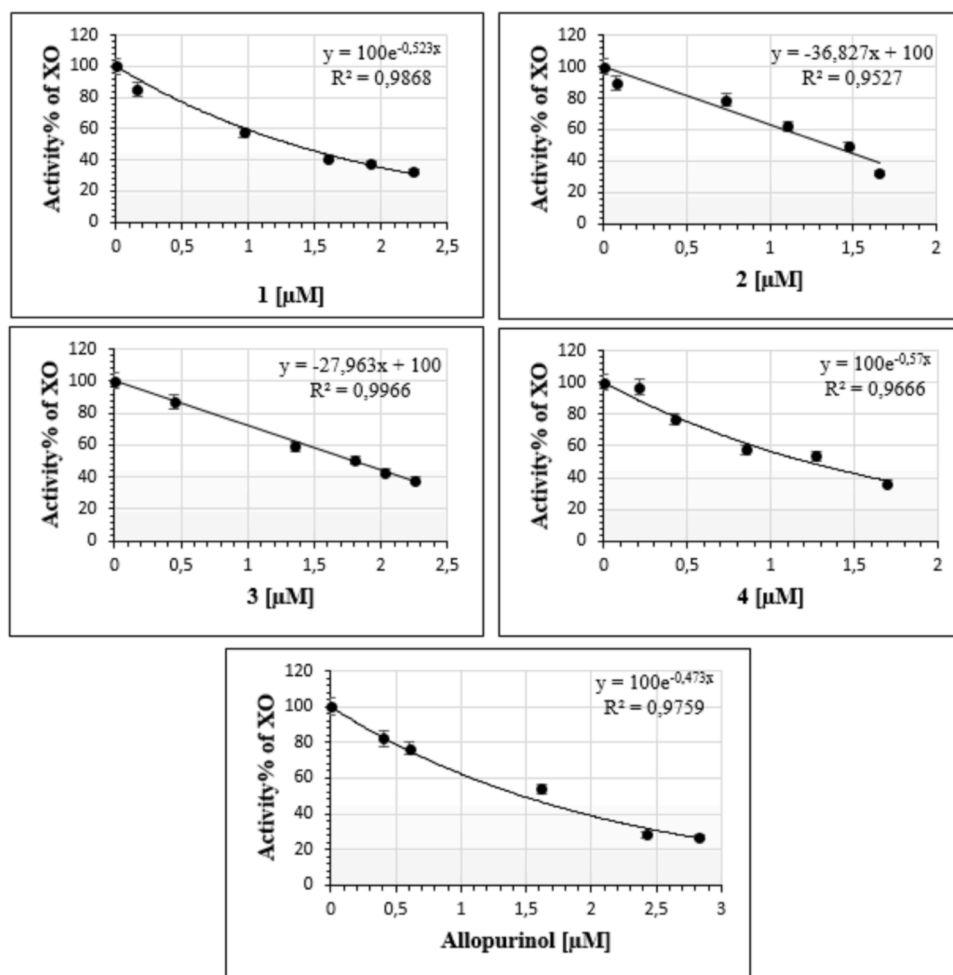 y = 100e-0,523x
R² = 0,9868
Activity% of XO
120
100
80
60
40
20
0
0 0,5 1 1,5 2 2,5
1 [µM]
y = -36,827x + 100
R² = 0,9527
Activity% of XO
120
100
80
60
40
20
0
0 0,5 1 1,5 2
2 [µM]
y = -27,963x + 100
R² = 0,9966
Activity% of XO
120
100
80
60
40
20
0
0 0,5 1 1,5 2 2,5
3 [µM]
y = 100e-0,57x
R² = 0,9666
Activity% of XO
120
100
80
60
40
20
0
0 0,5 1 1,5 2
4 [µM]
y = 100e-0,473x
R² = 0,9759
Activity% of XO
120
100
80
60
40
20
0
0 0,5 1 1,5 2 2,5 3
Allopurinol [µM]